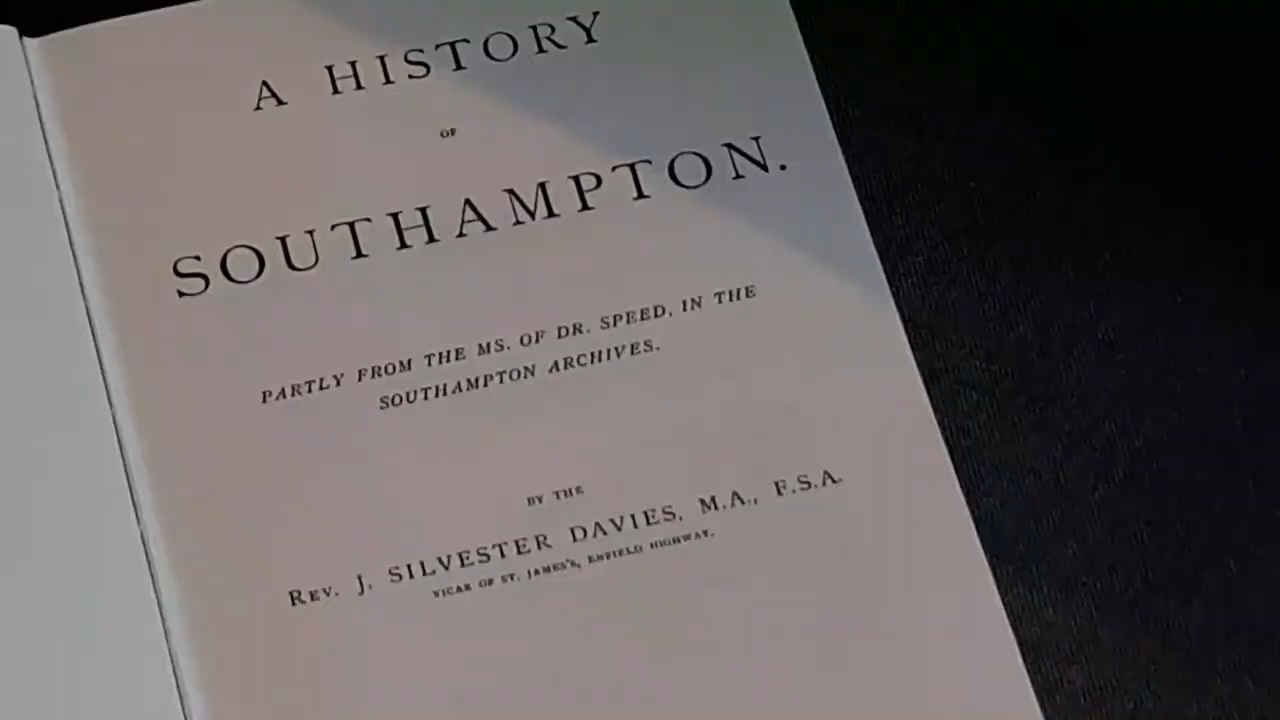 A HISTORY
OF
SOUTHAMPTON.
PARTLY FROM THE MS. OF DR. SPEED, IN THE
SOUTHAMPTON ARCHIVES.
BY THE
REV. J. SILVESTER DAVIES, M.A., F.S.A.
VICAR OF ST. JAMES'S, ENFIELD HIGHWAY.